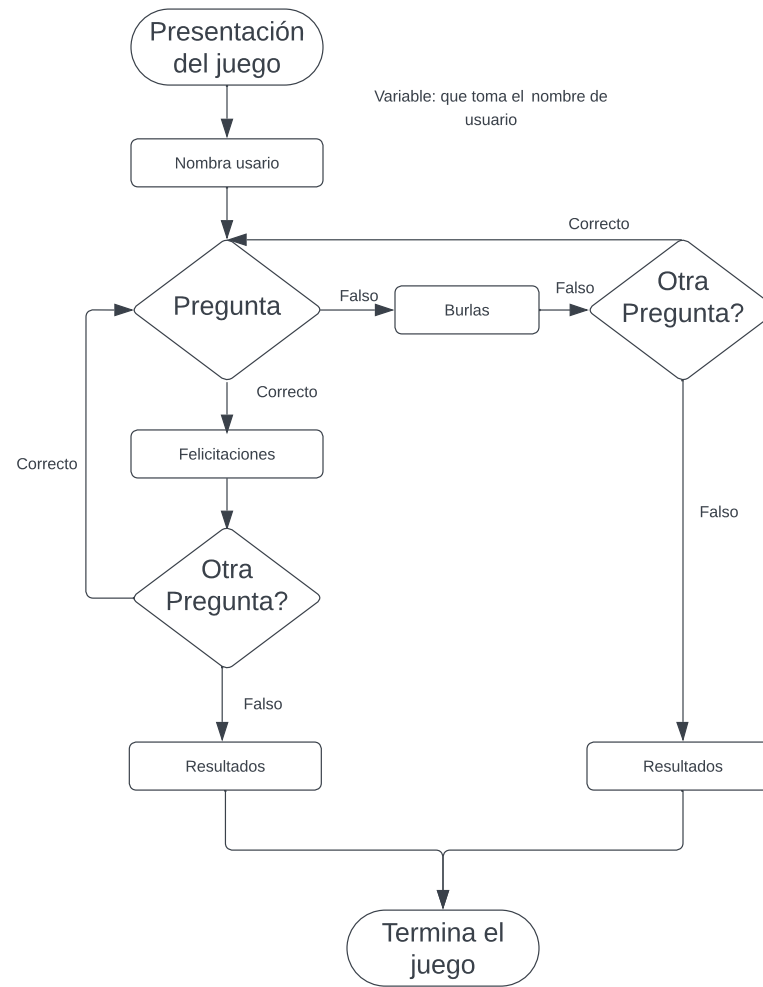 Presentación
del juego
Variable: que toma el nombre de
usuario
Nombra usario
Correcto
Pregunta
Falso
Burlas
Falso
Otra
Pregunta?
Correcto
Felicitaciones
Correcto
Falso
Otra
Pregunta?
Falso
Resultados
Resultados
Termina el
juego